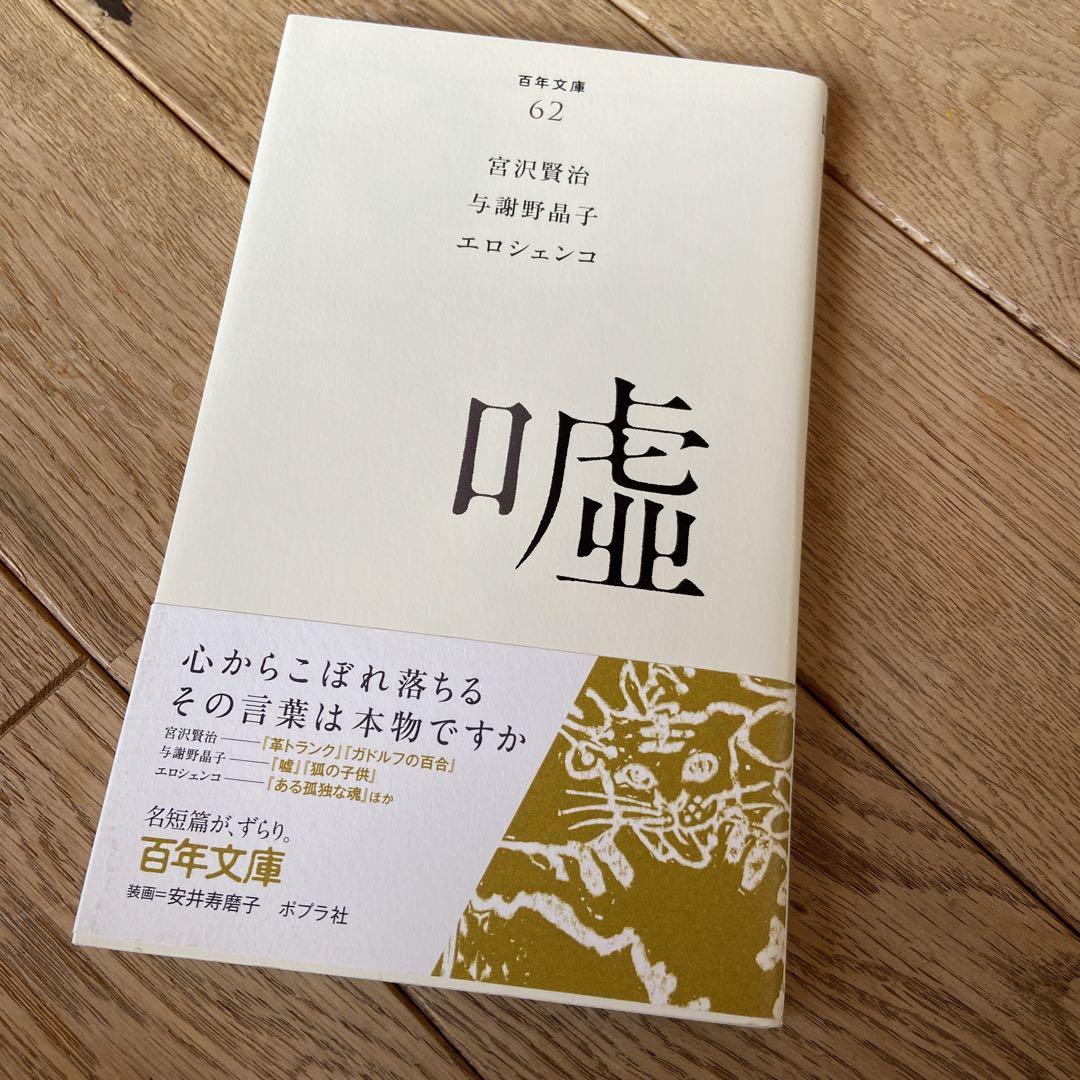 百年文庫
62
宮沢賢治
与謝野晶子
エロシェンコ
嘘
心からこぼれ落ちる
その言葉は本物ですか
宮沢賢治――『革トランク』『ガドルフの百合』
与謝野晶子――『嘘』『狐の子供』
エロシェンコ――『ある孤独な魂』ほか
名短篇が、ずらり。
百年文庫
装画=安井寿磨子 ポプラ社